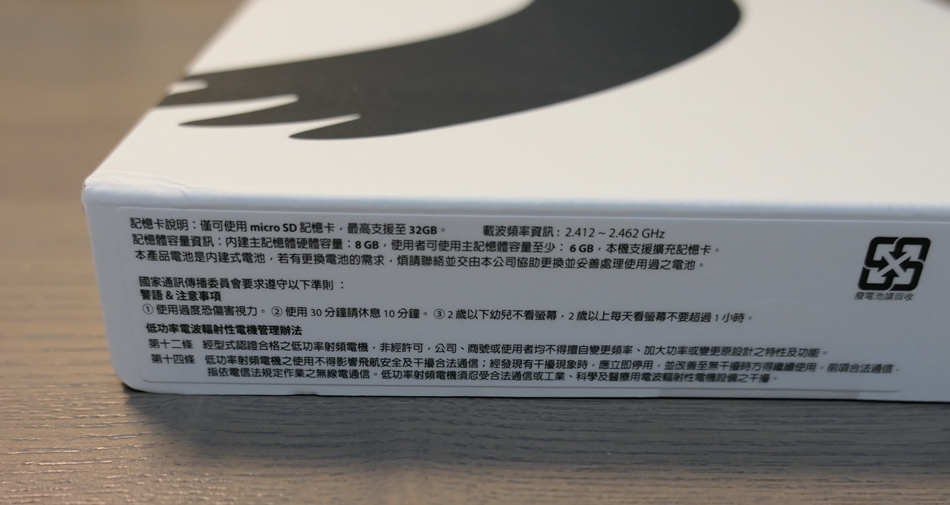 記憶卡說明：僅可使用 micro SD 記憶卡，最高支援至 32GB。 載波頻率資訊：2.412 ~ 2.462 GHz
記憶體容量資訊：內建主記憶體硬體容量：8 GB，使用者可使用主記憶體容量至少：6 GB，本機支援擴充記憶卡。
本產品電池是內建式電池，若有更換電池的需求，煩請聯絡並交由本公司協助更換並妥善處理使用過之電池。
廢電池請回收
國家通訊傳播委員會要求遵守以下準則：
警語 & 注意事項
① 使用過度恐傷害視力。 ② 使用 30 分鐘請休息 10 分鐘。 ③ 2 歲以下幼兒不看螢幕，2 歲以上每天看螢幕不要超過 1 小時。
低功率電波輻射性電機管理辦法
第十二條 經型式認證合格之低功率射頻電機，非經許可，公司、商號或使用者均不得擅自變更頻率、加大功率或變更原設計之特性及功能。
第十四條 低功率射頻電機之使用不得影響飛航安全及干擾合法通信；經發現有干擾現象時，應立即停用，並改善至無干擾時方得繼續使用。前項合法通信，
指依電信法規定作業之無線電通信。低功率射頻電機須忍受合法通信或工業、科學及醫療用電波輻射性電機設備之干擾。